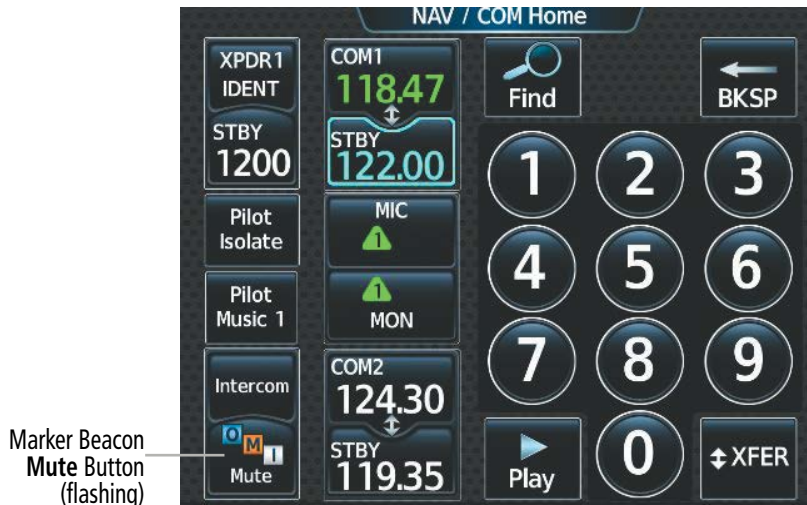 NAV / COM Home
XPDR1
IDENT
STBY
1200
COM1
118.47
STBY
122.00
Find
BKSP
Pilot
Isolate
MIC
1
Pilot
Music 1
1
MON
Intercom
O M I
Mute
COM2
124.30
STBY
119.35
1 2 3
4 5 6
7 8 9
Play
0
XFER
Marker Beacon
Mute Button
(flashing)